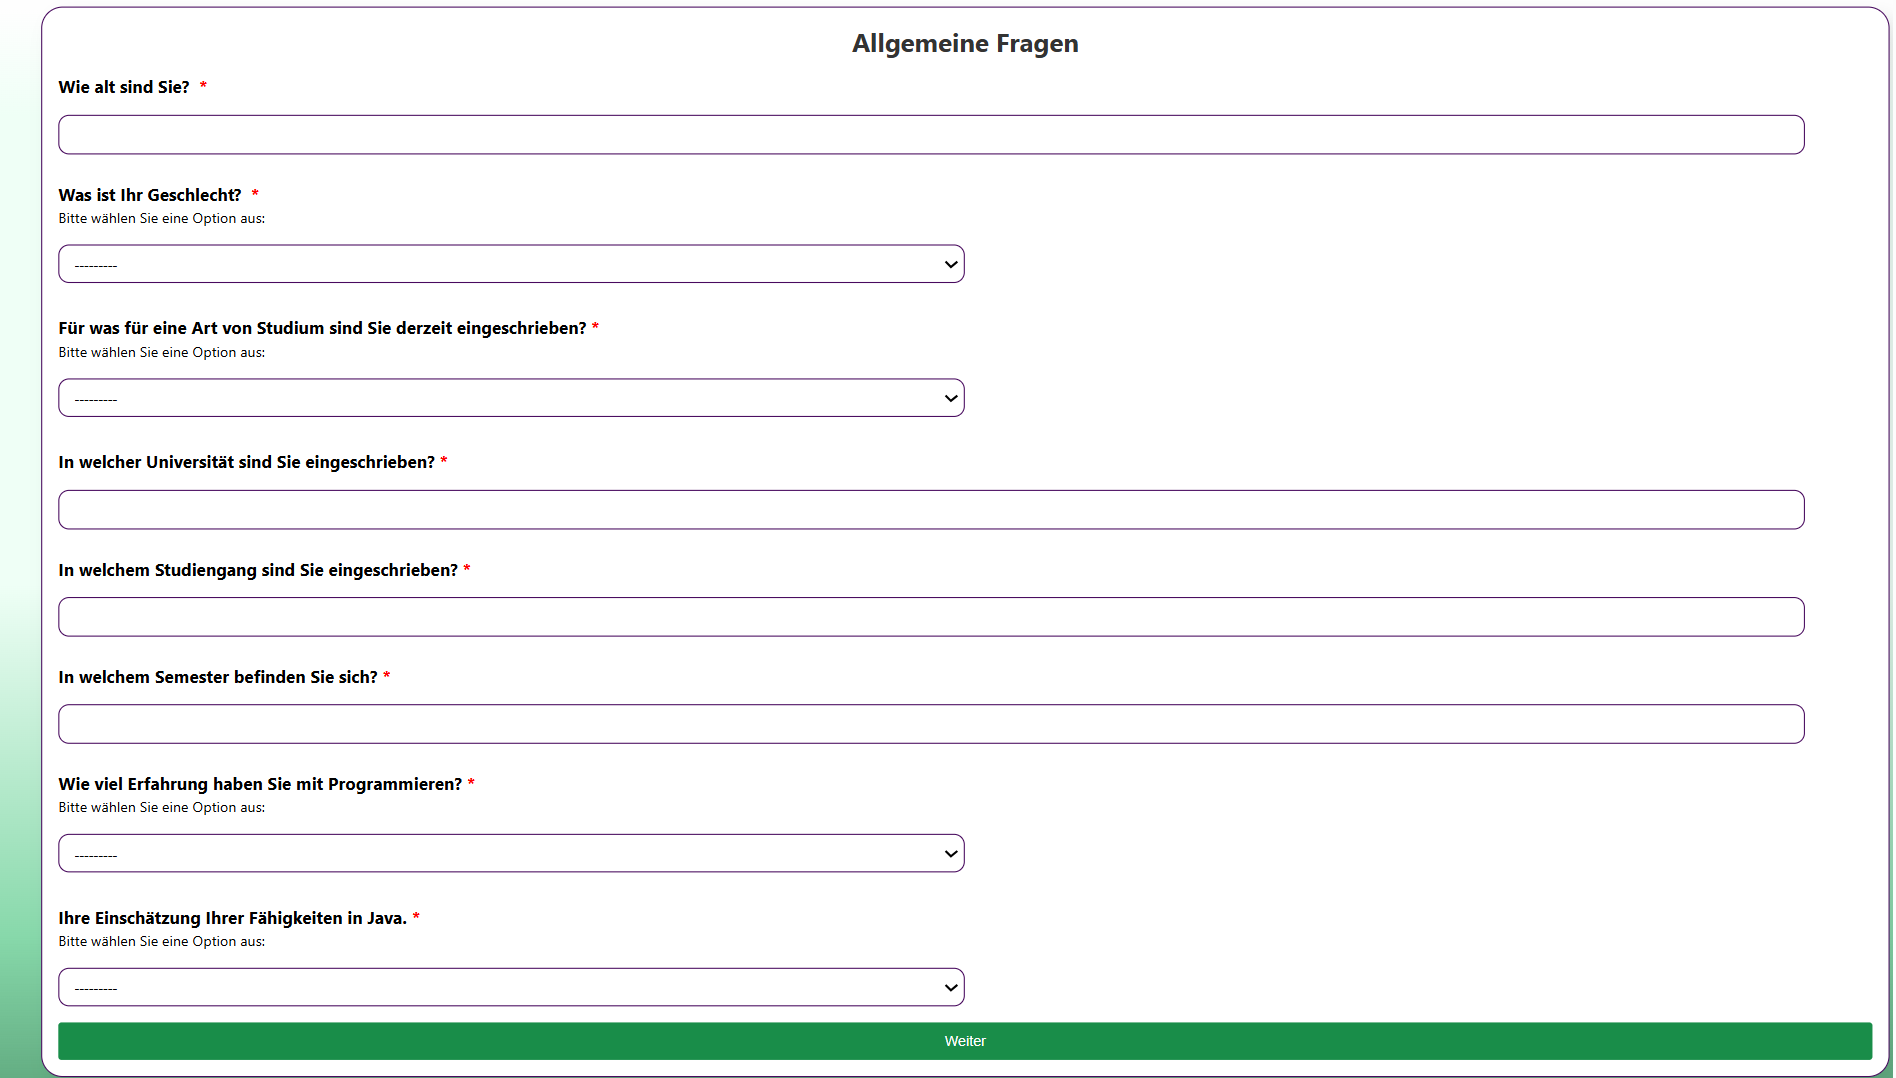 Allgemeine Fragen
Wie alt sind Sie? *
Was ist Ihr Geschlecht? *
Bitte wählen Sie eine Option aus:
---------
Für was für eine Art von Studium sind Sie derzeit eingeschrieben? *
Bitte wählen Sie eine Option aus:
---------
In welcher Universität sind Sie eingeschrieben? *
In welchem Studiengang sind Sie eingeschrieben? *
In welchem Semester befinden Sie sich? *
Wie viel Erfahrung haben Sie mit Programmieren? *
Bitte wählen Sie eine Option aus:
---------
Ihre Einschätzung Ihrer Fähigkeiten in Java. *
Bitte wählen Sie eine Option aus:
---------
Weiter